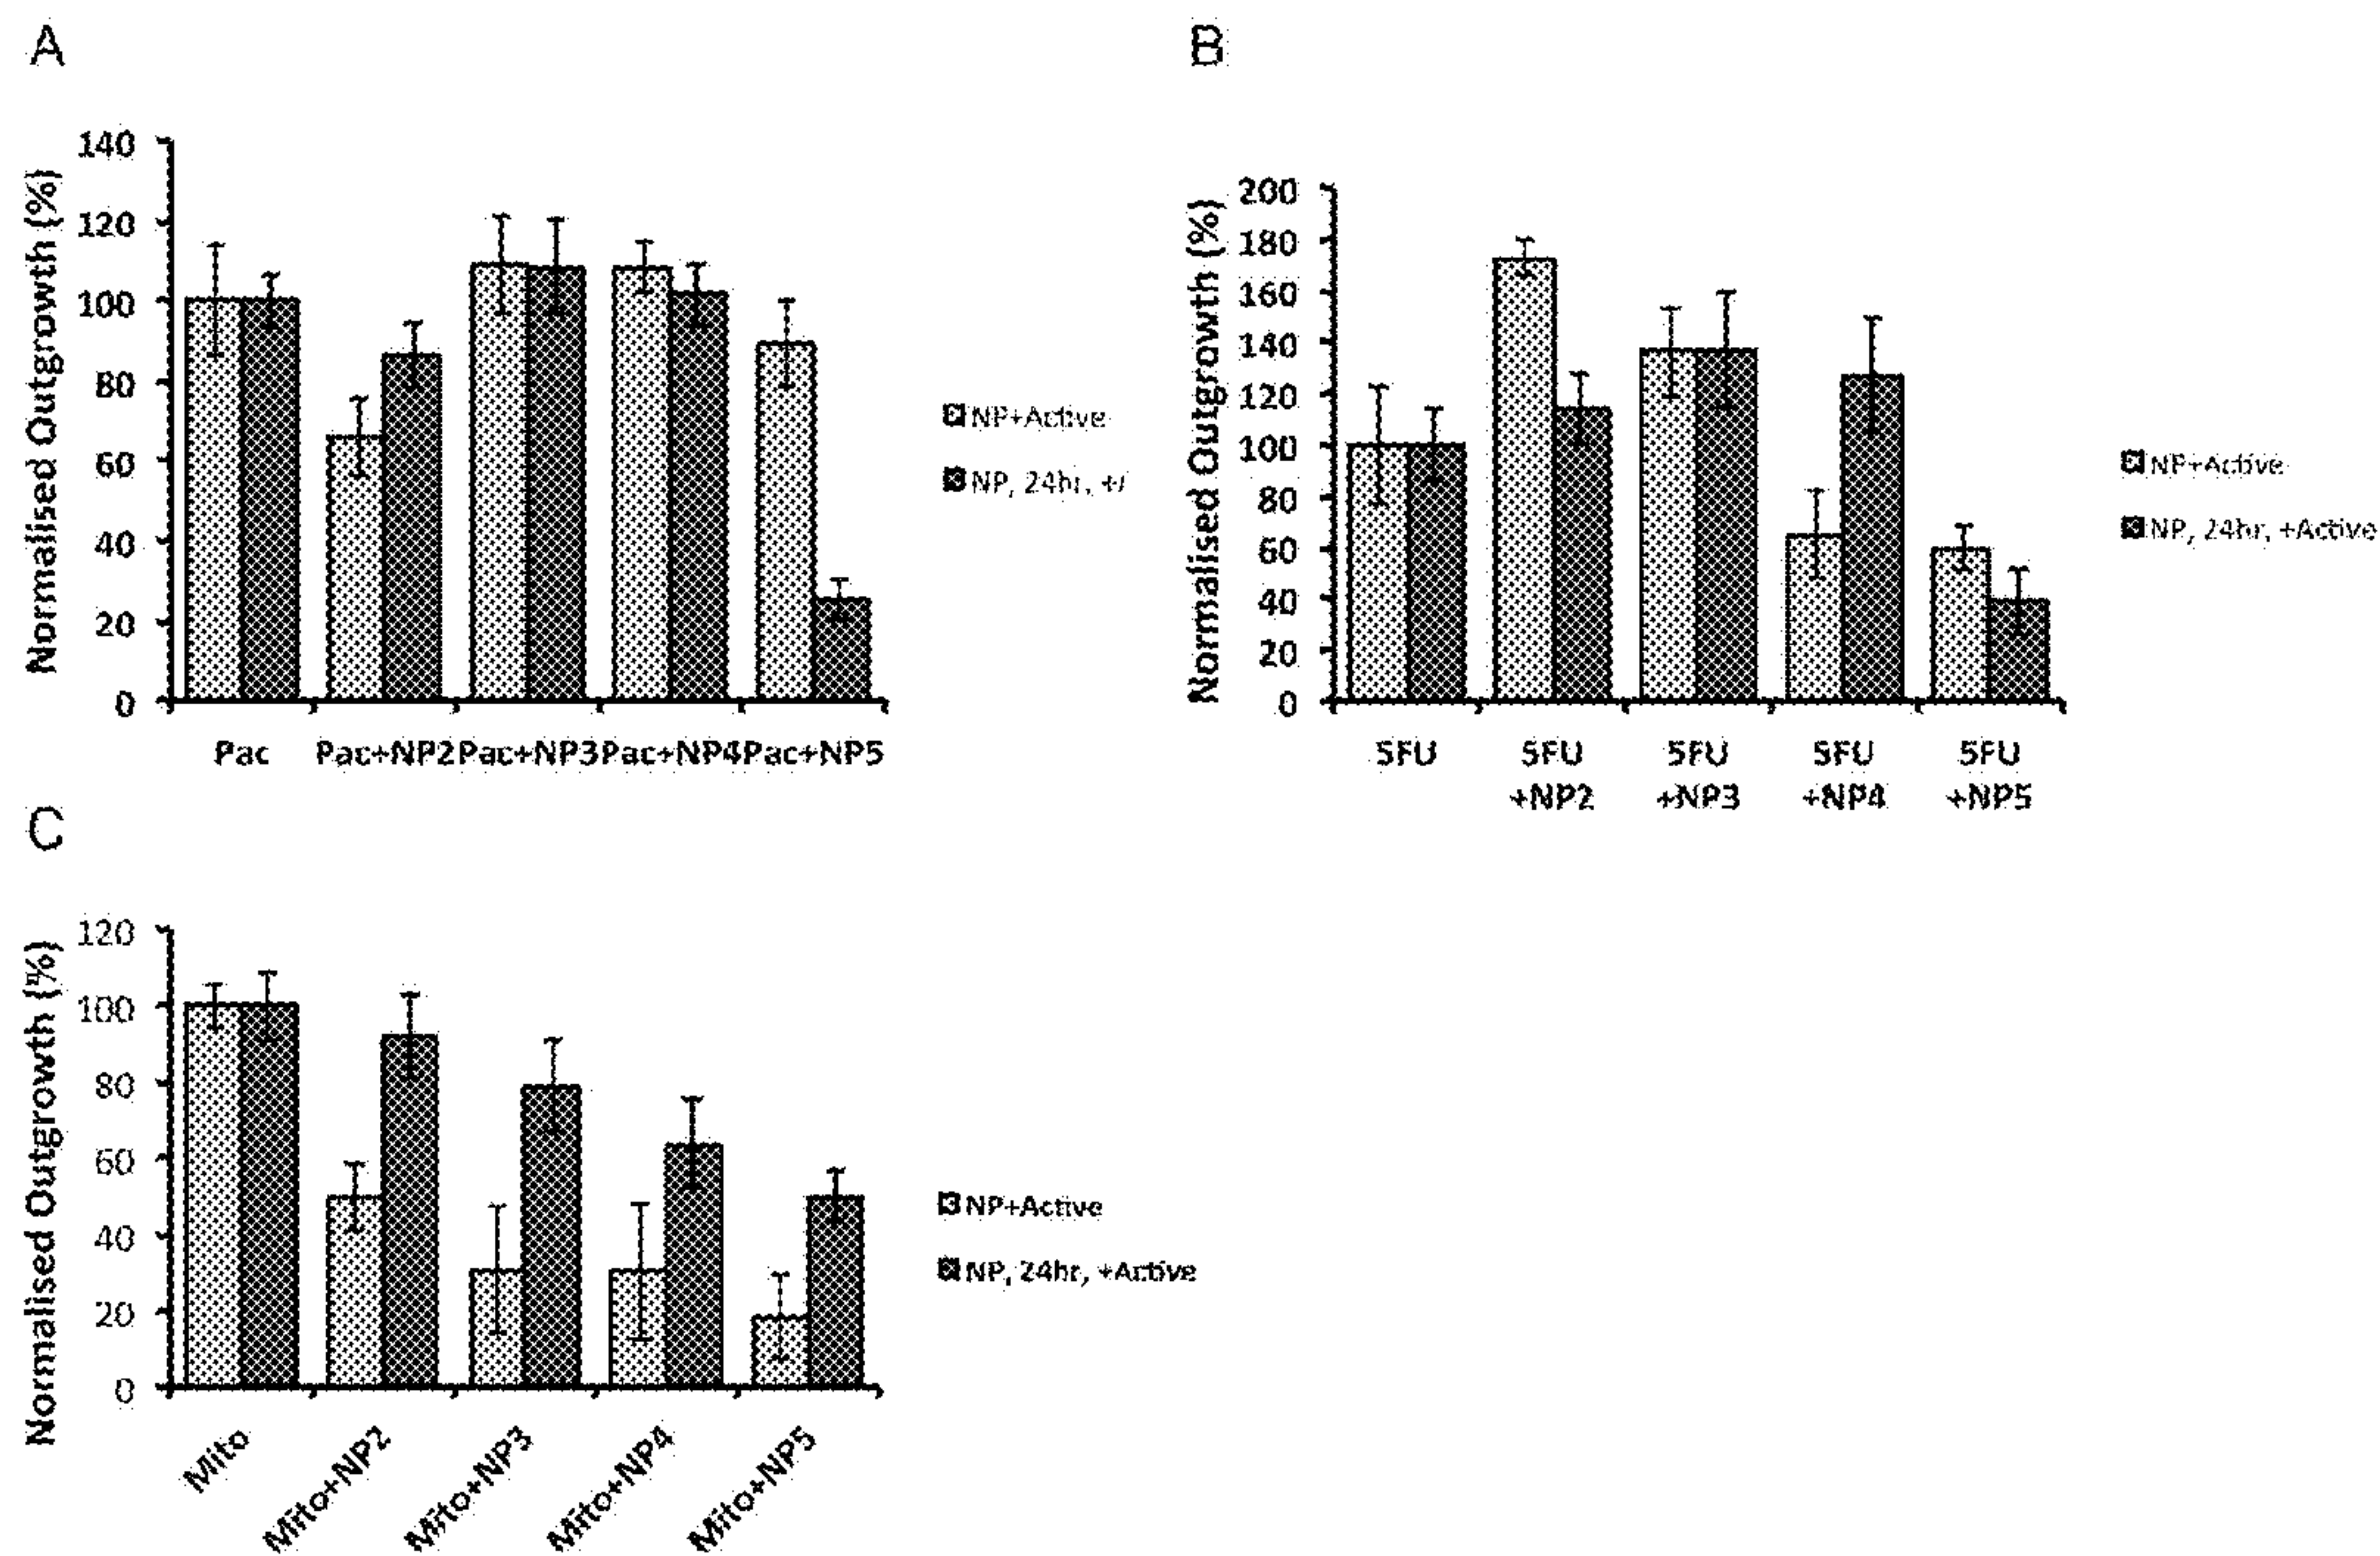 A
Normalised Outgrowth (%)
140
120
100
80
60
40
20
0
Pac Pac+NP2 Pac+NP3 Pac+NP4 Pac+NP5
NP+Active
NP, 24hr, +/
B
Normalised Outgrowth (%)
200
180
160
140
120
100
80
60
40
20
0
5FU 5FU 5FU 5FU 5FU
+NP2 +NP3 +NP4 +NP5
NP+Active
NP, 24hr, +Active
C
Normalised Outgrowth (%)
120
100
80
60
40
20
0
Mito Mito+NP2 Mito+NP3 Mito+NP4 Mito+NP5
NP+Active
NP, 24hr, +Active